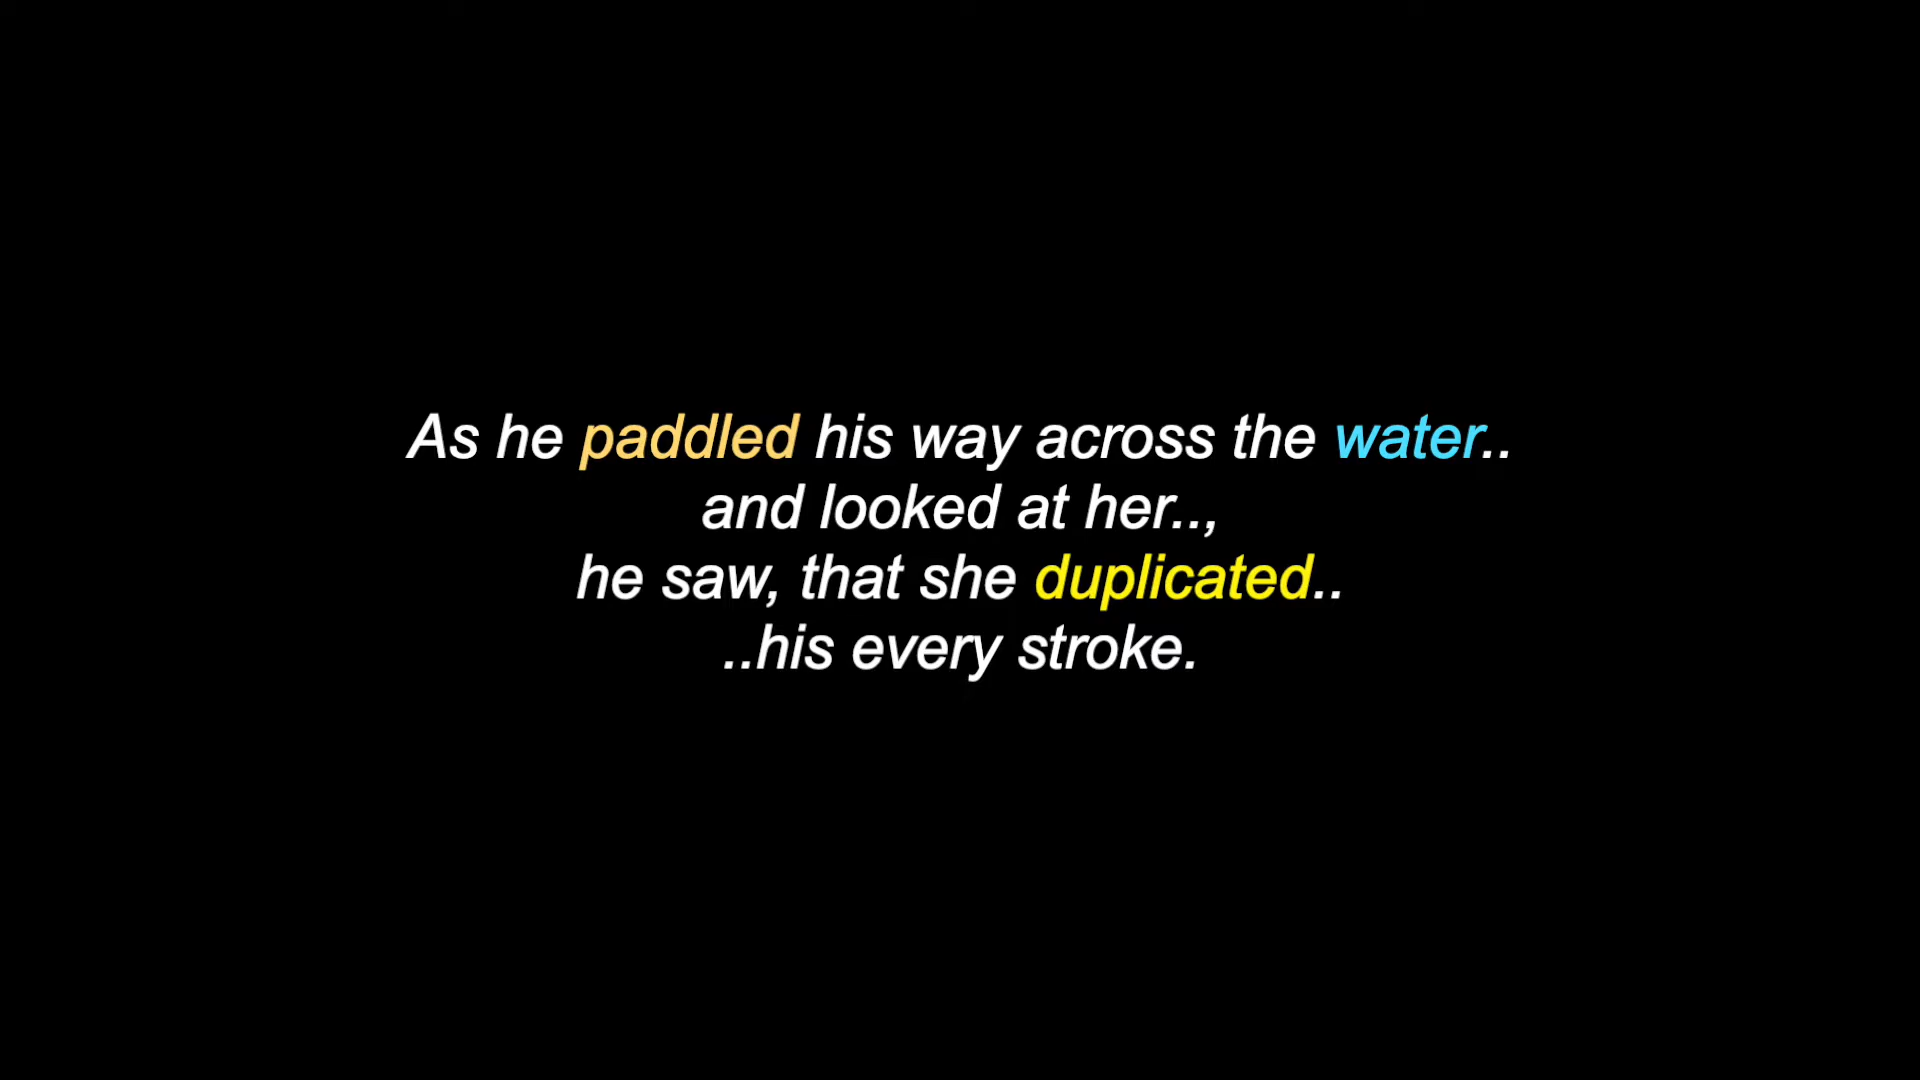 As he paddled his way across the water..
and looked at her..,
he saw, that she duplicated..
..his every stroke.